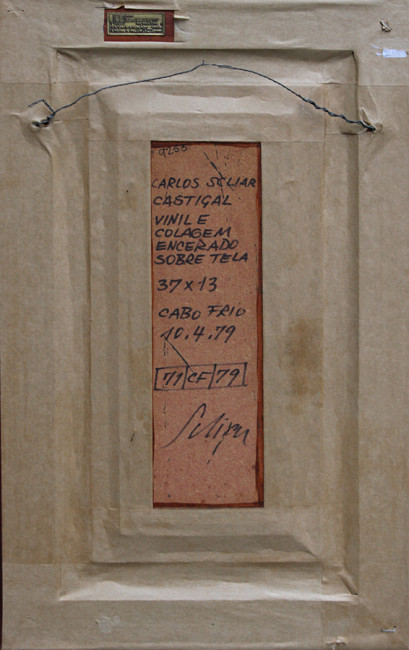 9255
CARLOS SCLIAR
CASTIÇAL
VINIL E
COLAGEM
ENCERADO
SOBRE TELA
37 x 13
CABO FRIO
10.4.79
71 CF 79
Scliar